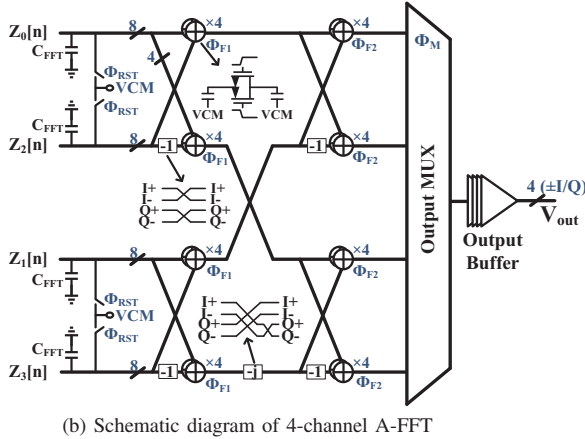 Z0[n]
8
×4
ΦF1
×4
ΦF2
ΦM
CFFT
4
ΦRST
VCM
ΦRST
VCM
VCM
CFFT
Z2[n]
8
-1
×4
ΦF1
-1
×4
ΦF2
I+
I-
Q+
Q-
I+
I-
Q+
Q-
Output MUX
4 (±I/Q)
Vout
Output
Buffer
Z1[n]
8
×4
ΦF1
×4
ΦF2
CFFT
ΦRST
VCM
ΦRST
CFFT
I+
I-
Q+
Q-
I+
I-
Q+
Q-
Z3[n]
8
-1
×4
ΦF1
-j
-1
×4
ΦF2
(b) Schematic diagram of 4-channel A-FFT